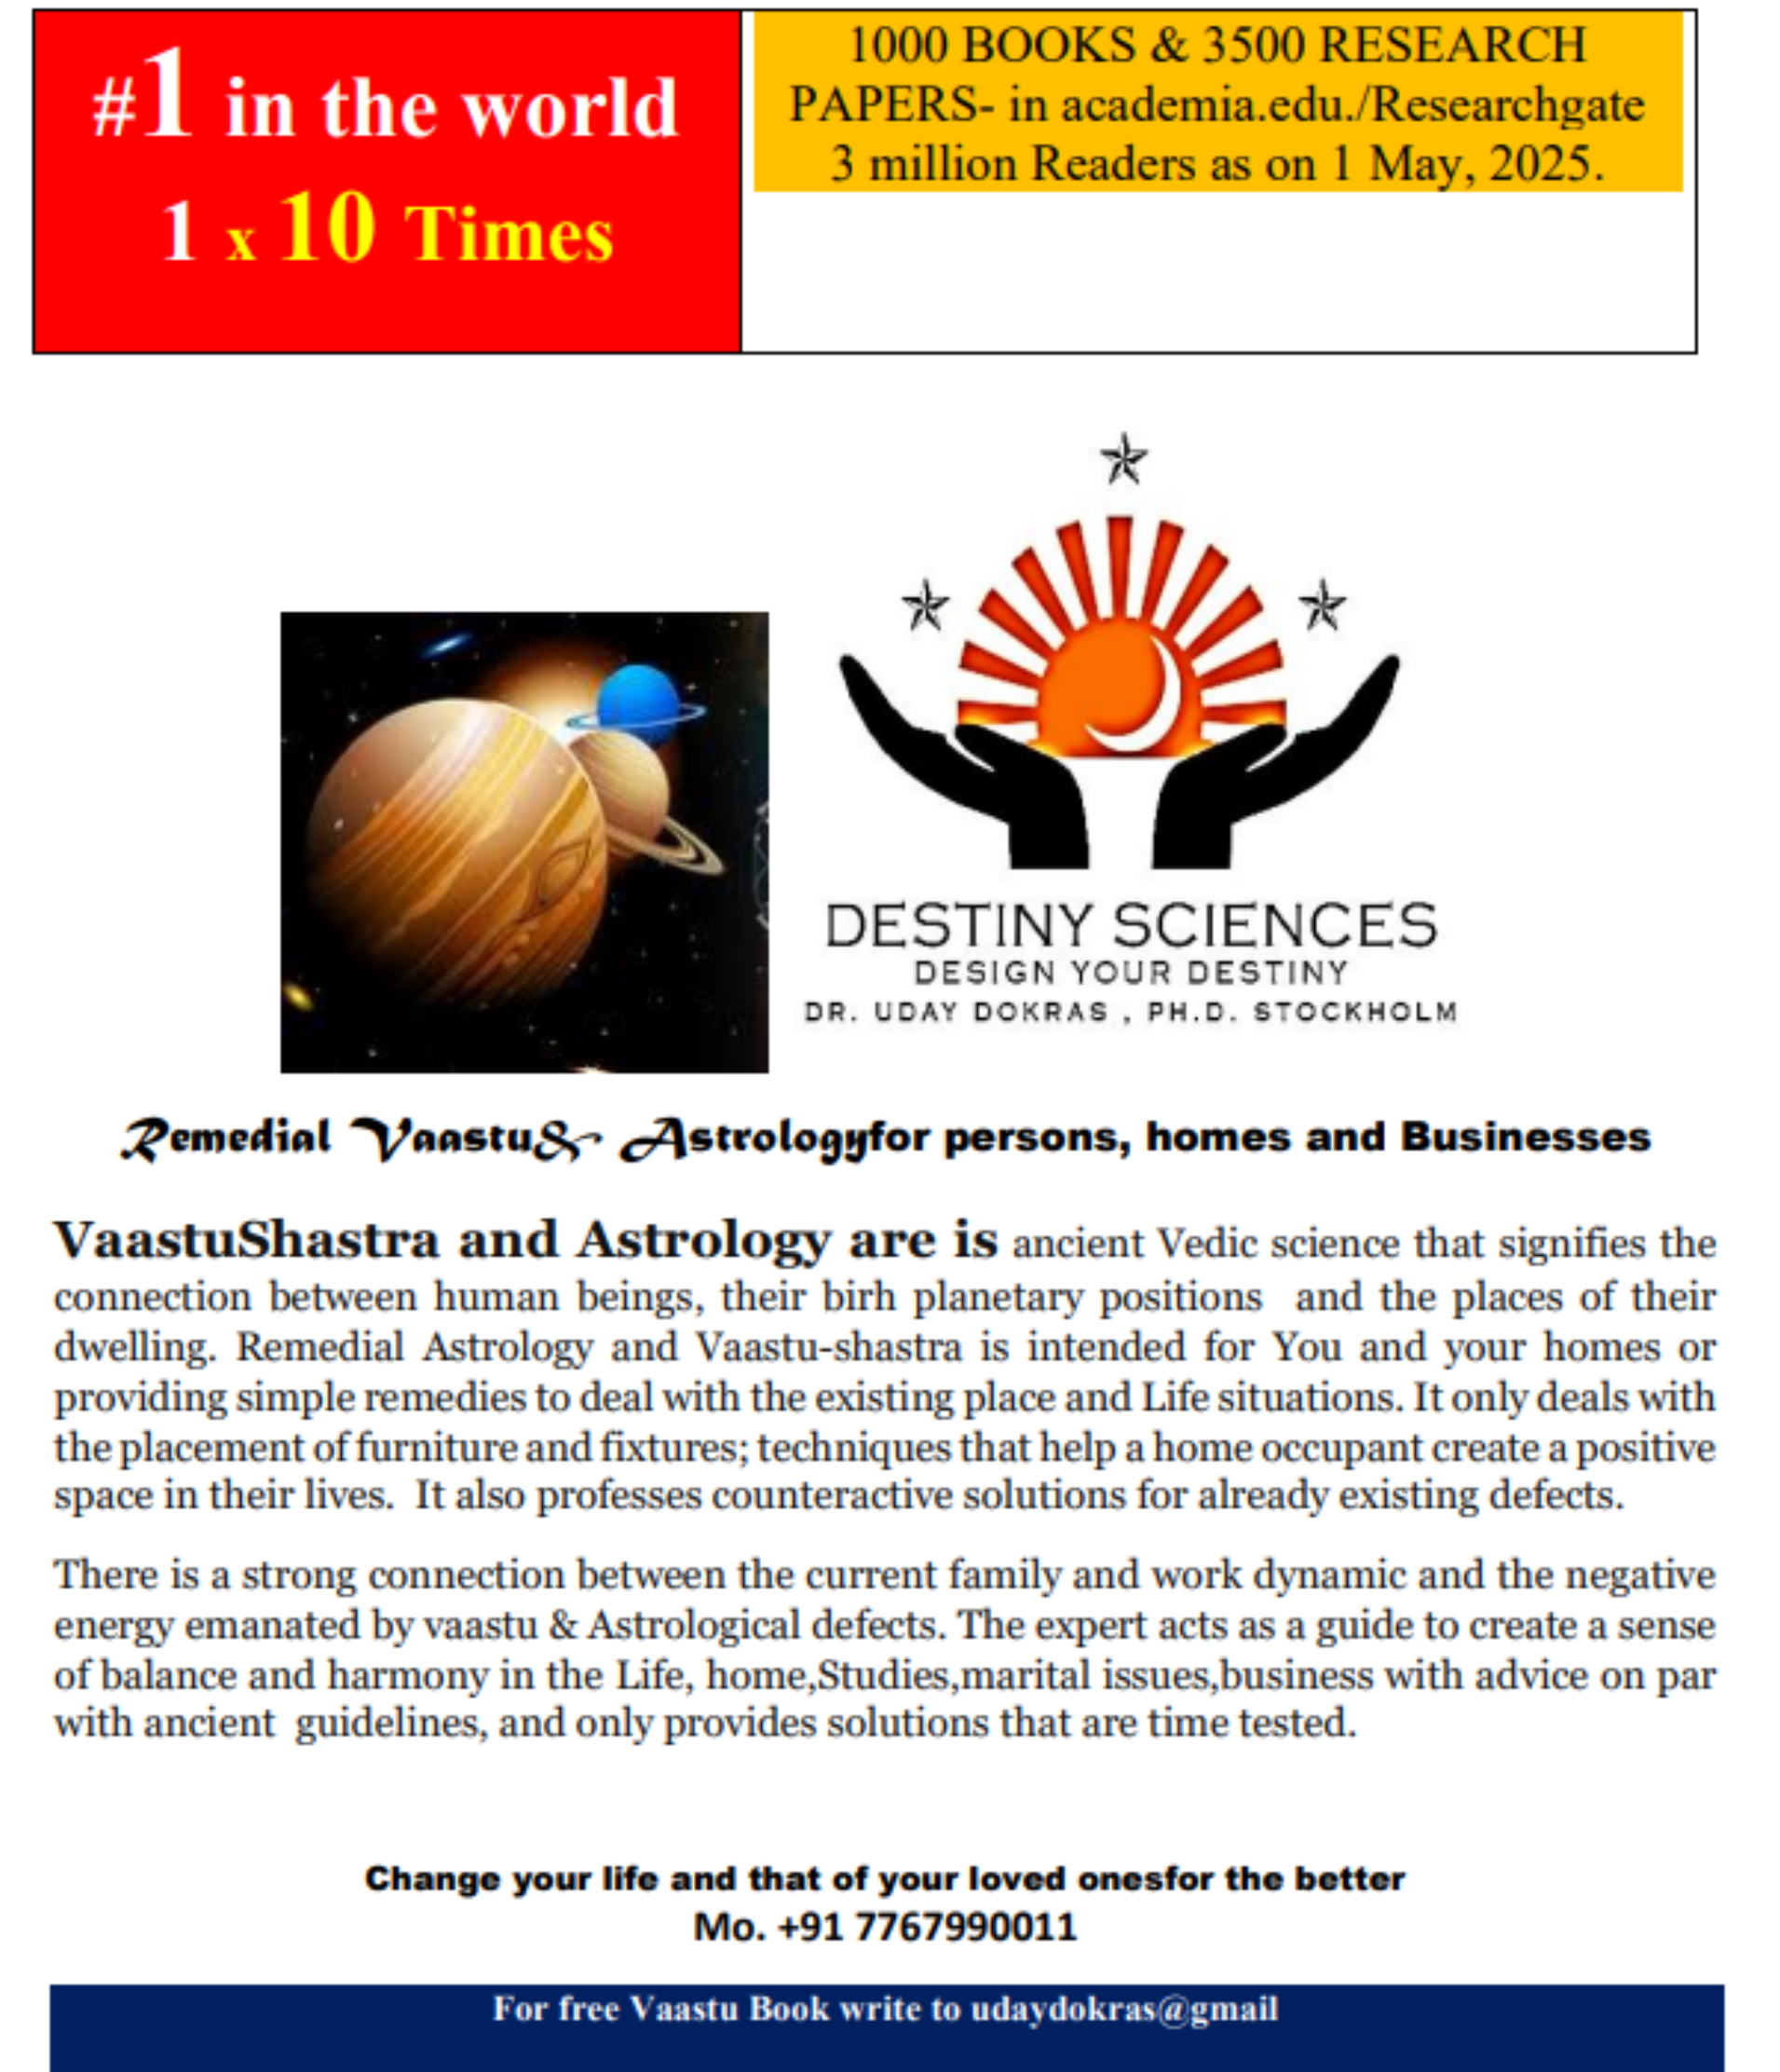 #1 in the world
1 x 10 Times
1000 BOOKS & 3500 RESEARCH
PAPERS- in academia.edu./Researchgate
3 million Readers as on 1 May, 2025.
DESTINY SCIENCES
DESIGN YOUR DESTINY
DR. UDAY DOKRAS , PH.D. STOCKHOLM
Remedial Vaastu& Astrologyfor persons, homes and Businesses
VaastuShastra and Astrology are is ancient Vedic science that signifies the
connection between human beings, their birh planetary positions and the places of their
dwelling. Remedial Astrology and Vaastu-shastra is intended for You and your homes or
providing simple remedies to deal with the existing place and Life situations. It only deals with
the placement of furniture and fixtures; techniques that help a home occupant create a positive
space in their lives. It also professes counteractive solutions for already existing defects.
There is a strong connection between the current family and work dynamic and the negative
energy emanated by vaastu & Astrological defects. The expert acts as a guide to create a sense
of balance and harmony in the Life, home,Studies,marital issues,business with advice on par
with ancient guidelines, and only provides solutions that are time tested.
Change your life and that of your loved onesfor the better
Mo. +91 7767990011
For free Vaastu Book write to udaydokras@gmail